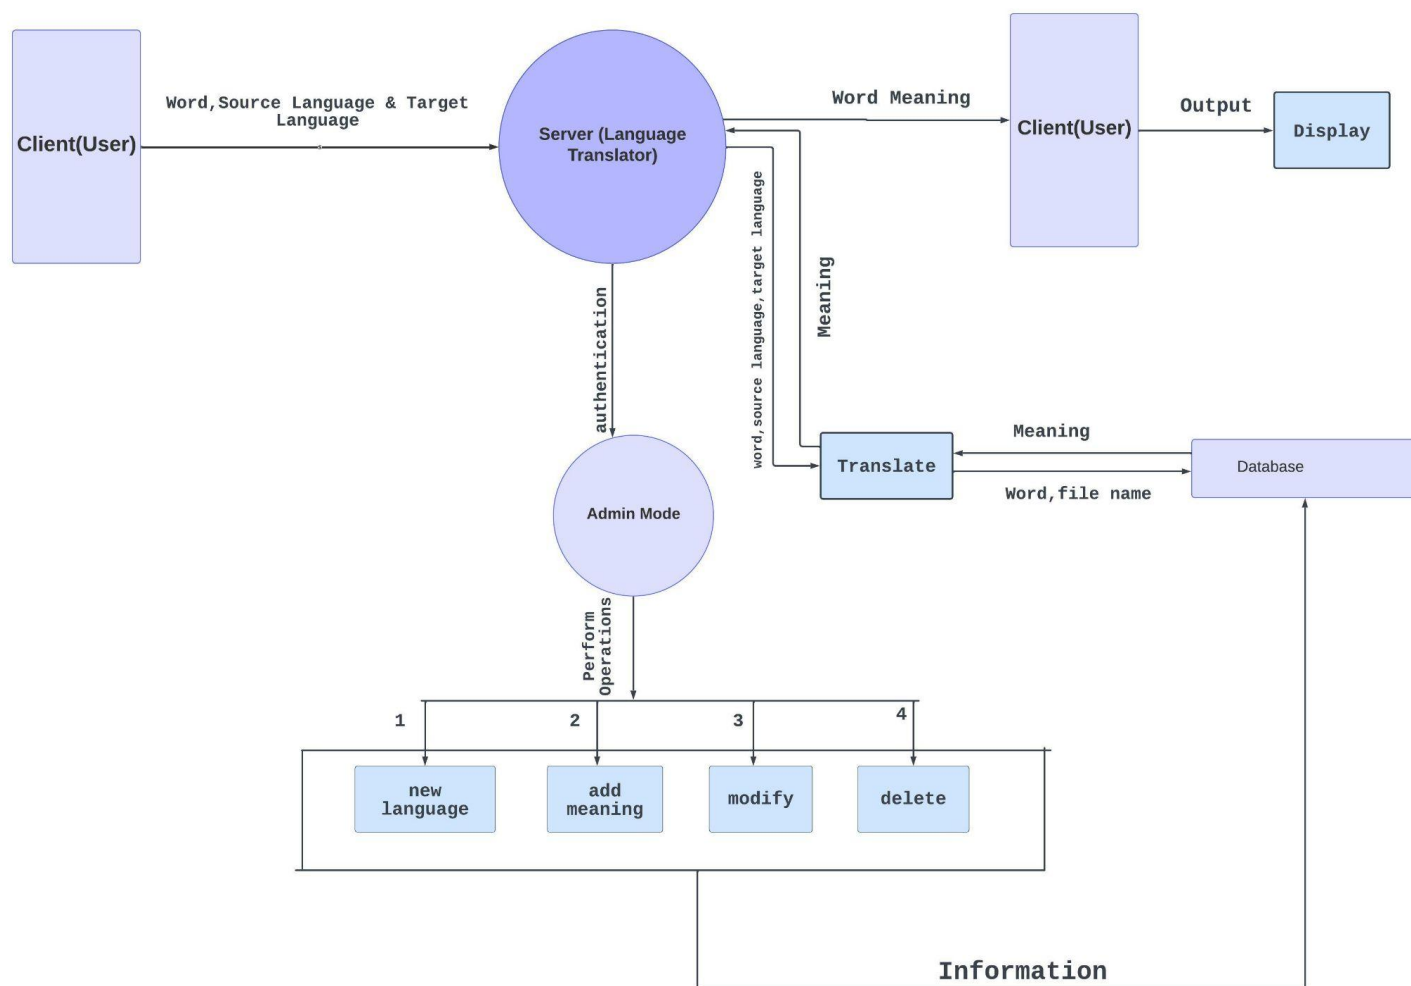 Word,Source Language & Target
Language
Client(User)
s
Server (Language
Translator)
Word Meaning
Client(User)
Output
Display
word,source language,target language
Meaning
authentication
Translate
Meaning
Word,file name
Database
Admin Mode
Perform
Operations
1
2
3
4
new
language
add
meaning
modify
delete
Information